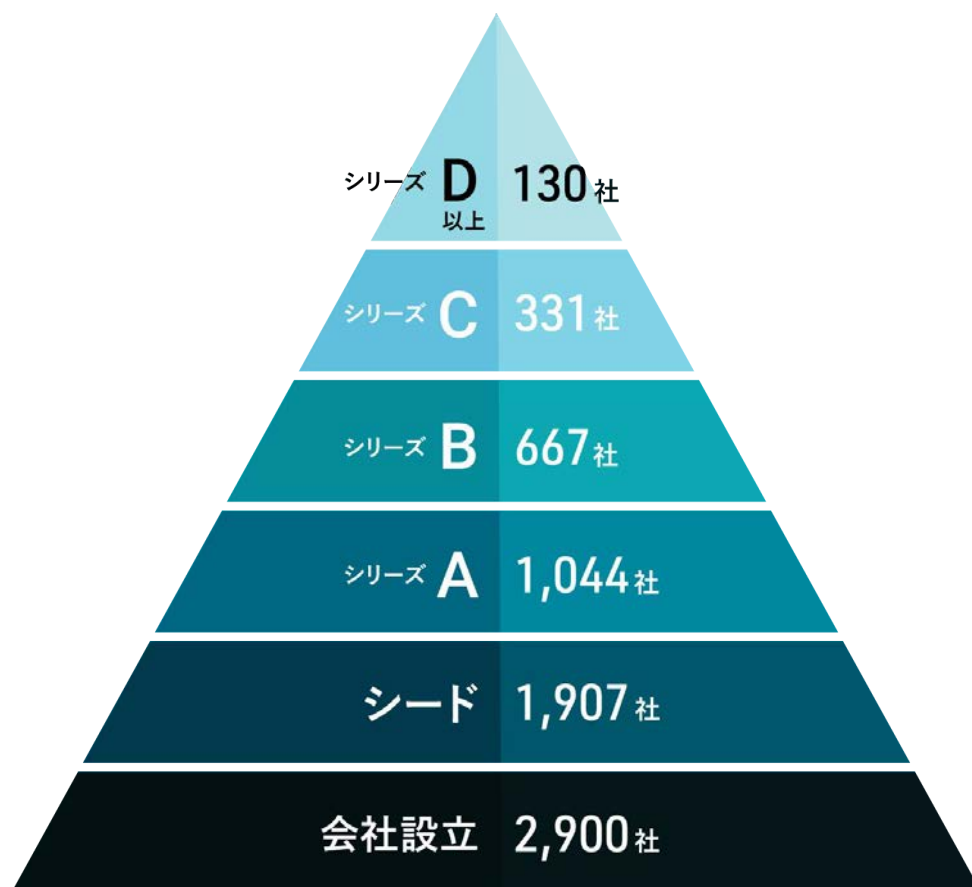 シリーズ D 以上 130社
シリーズ C 331社
シリーズ B 667社
シリーズ A 1,044社
シード 1,907社
会社設立 2,900社